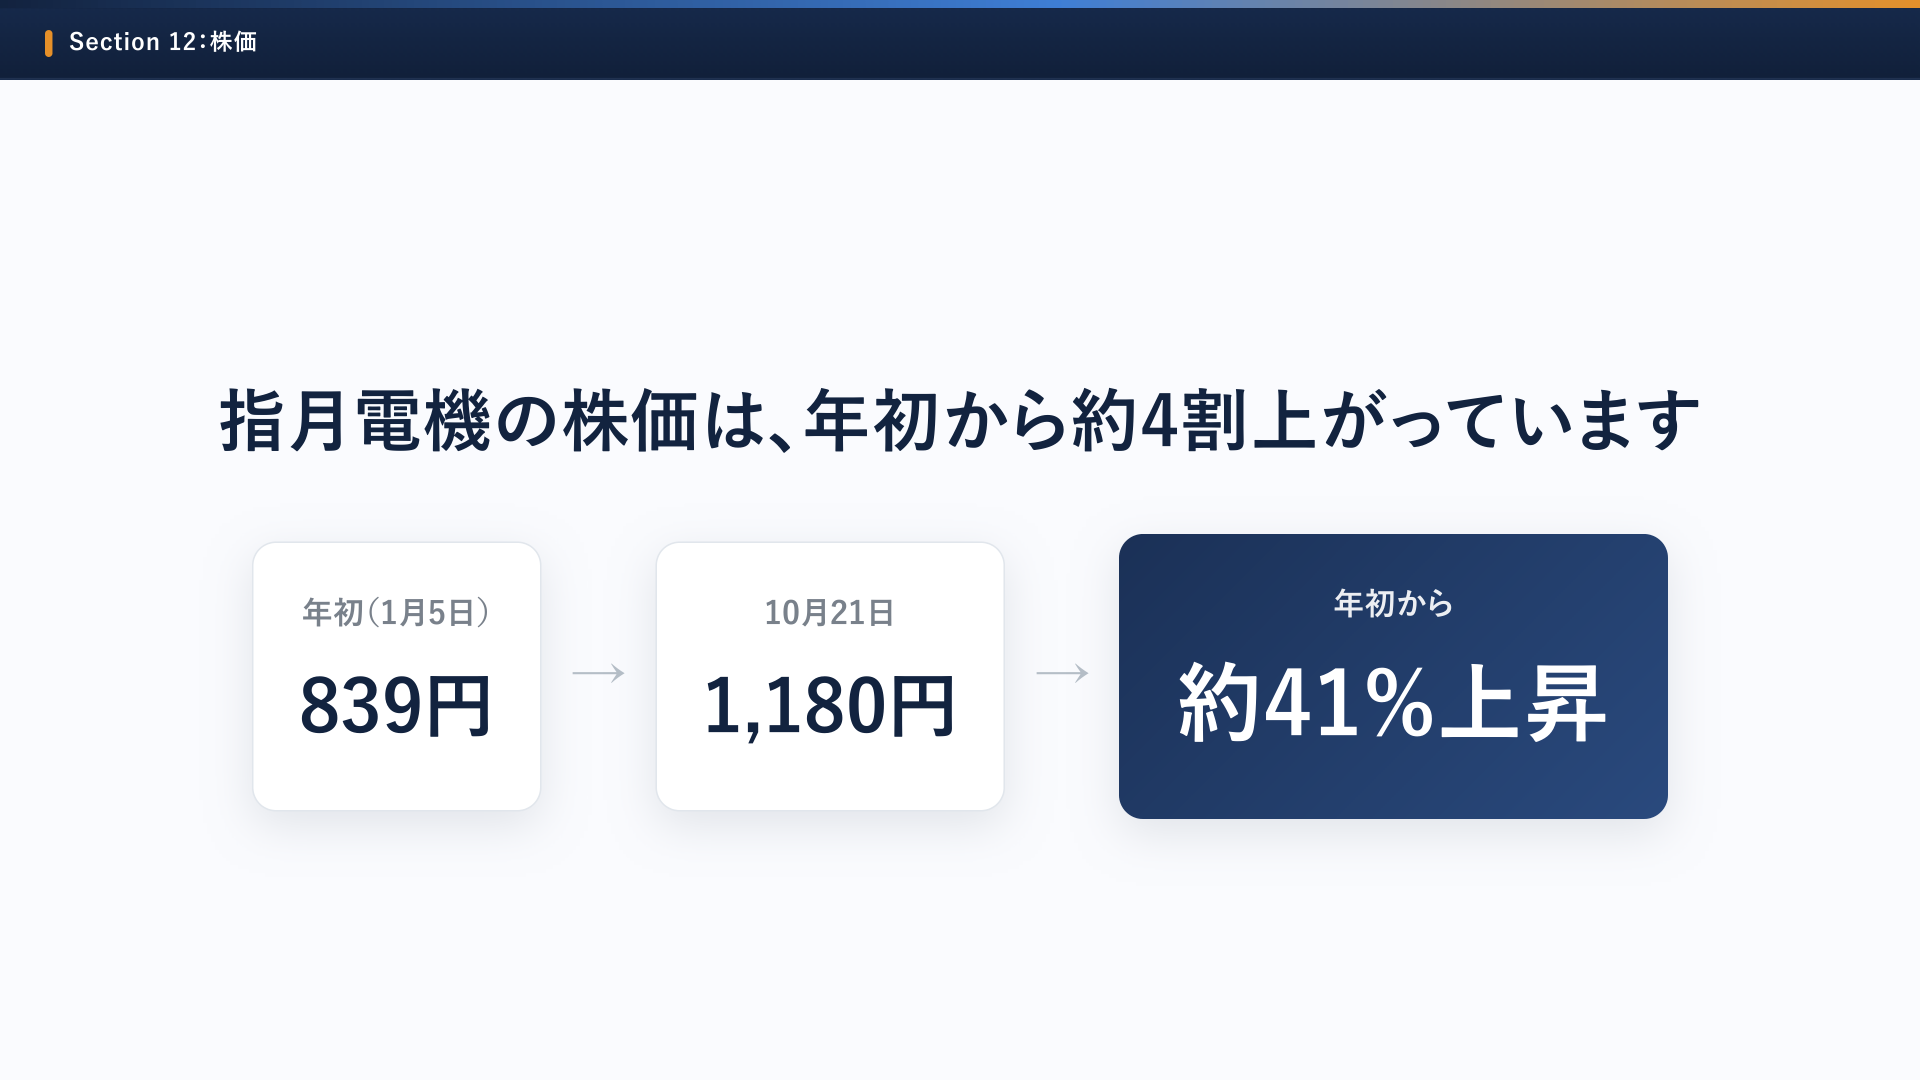 Section 12：株価
指月電機の株価は、年初から約4割上がっています
年初（1月5日）
839円
→
10月21日
1,180円
→
年初から
約41%上昇